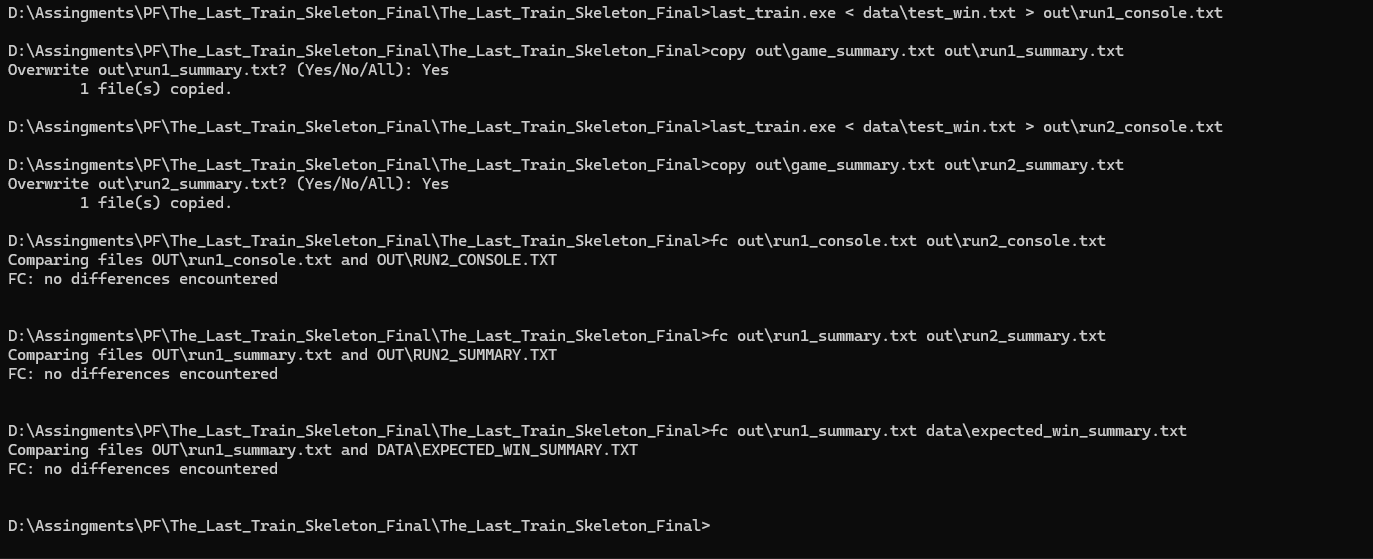 D:\Assingments\PF\The_Last_Train_Skeleton_Final\The_Last_Train_Skeleton_Final>last_train.exe < data\test_win.txt > out\run1_console.txt
D:\Assingments\PF\The_Last_Train_Skeleton_Final\The_Last_Train_Skeleton_Final>copy out\game_summary.txt out\run1_summary.txt
Overwrite out\run1_summary.txt? (Yes/No/All): Yes
        1 file(s) copied.
D:\Assingments\PF\The_Last_Train_Skeleton_Final\The_Last_Train_Skeleton_Final>last_train.exe < data\test_win.txt > out\run2_console.txt
D:\Assingments\PF\The_Last_Train_Skeleton_Final\The_Last_Train_Skeleton_Final>copy out\game_summary.txt out\run2_summary.txt
Overwrite out\run2_summary.txt? (Yes/No/All): Yes
        1 file(s) copied.
D:\Assingments\PF\The_Last_Train_Skeleton_Final\The_Last_Train_Skeleton_Final>fc out\run1_console.txt out\run2_console.txt
Comparing files OUT\run1_console.txt and OUT\RUN2_CONSOLE.TXT
FC: no differences encountered
D:\Assingments\PF\The_Last_Train_Skeleton_Final\The_Last_Train_Skeleton_Final>fc out\run1_summary.txt out\run2_summary.txt
Comparing files OUT\run1_summary.txt and OUT\RUN2_SUMMARY.TXT
FC: no differences encountered
D:\Assingments\PF\The_Last_Train_Skeleton_Final\The_Last_Train_Skeleton_Final>fc out\run1_summary.txt data\expected_win_summary.txt
Comparing files OUT\run1_summary.txt and DATA\EXPECTED_WIN_SUMMARY.TXT
FC: no differences encountered
D:\Assingments\PF\The_Last_Train_Skeleton_Final\The_Last_Train_Skeleton_Final>